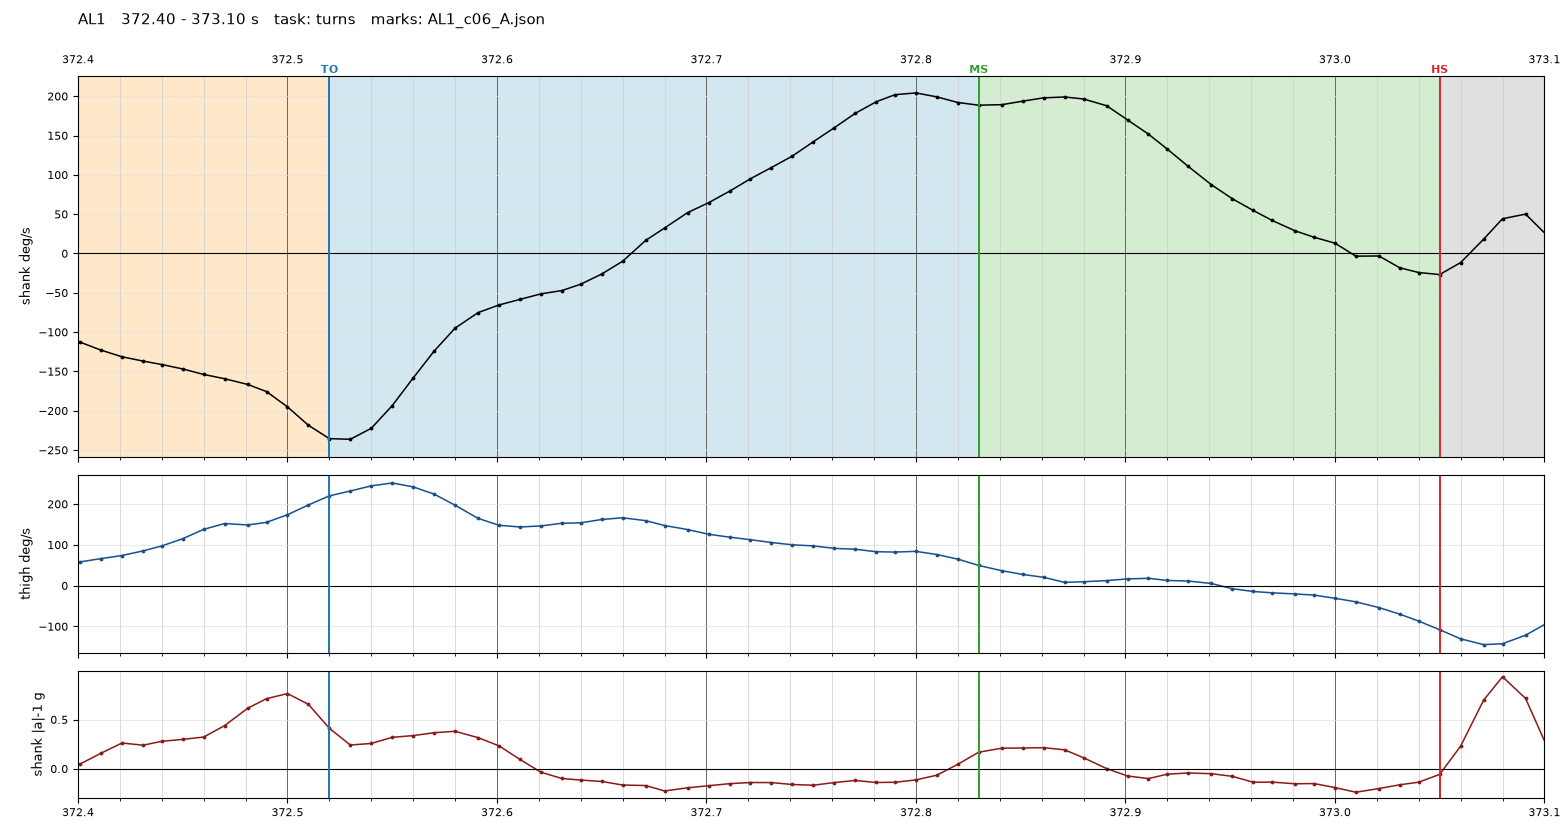 AL1   372.40 - 373.10 s   task: turns   marks: AL1_c06_A.json
372.4 372.5 372.6 372.7 372.8 372.9 373.0 373.1
TO MS HS
shank deg/s
200
150
100
50
0
−50
−100
−150
−200
−250
thigh deg/s
200
100
0
−100
shank |a|-1 g
0.5
0.0
372.4 372.5 372.6 372.7 372.8 372.9 373.0 373.1